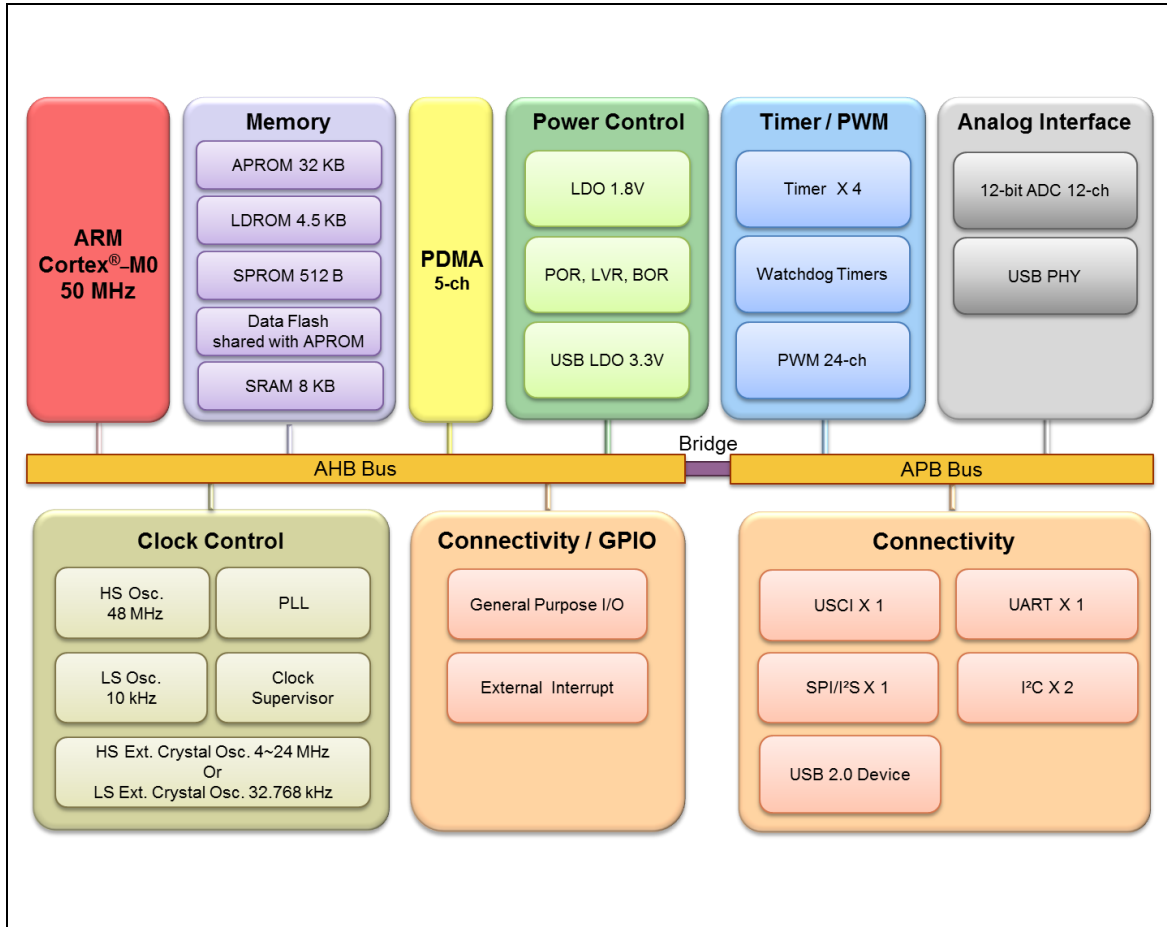 ARM
Cortex®–M0
50 MHz
Memory
APROM 32 KB
LDROM 4.5 KB
SPROM 512 B
Data Flash
shared with APROM
SRAM 8 KB
PDMA
5-ch
Power Control
LDO 1.8V
POR, LVR, BOR
USB LDO 3.3V
Timer / PWM
Timer X 4
Watchdog Timers
PWM 24-ch
Analog Interface
12-bit ADC 12-ch
USB PHY
AHB Bus
Bridge
APB Bus
Clock Control
HS Osc.
48 MHz
PLL
LS Osc.
10 kHz
Clock
Supervisor
HS Ext. Crystal Osc. 4~24 MHz
Or
LS Ext. Crystal Osc. 32.768 kHz
Connectivity / GPIO
General Purpose I/O
External Interrupt
Connectivity
USCI X 1
UART X 1
SPI/I²S X 1
I²C X 2
USB 2.0 Device